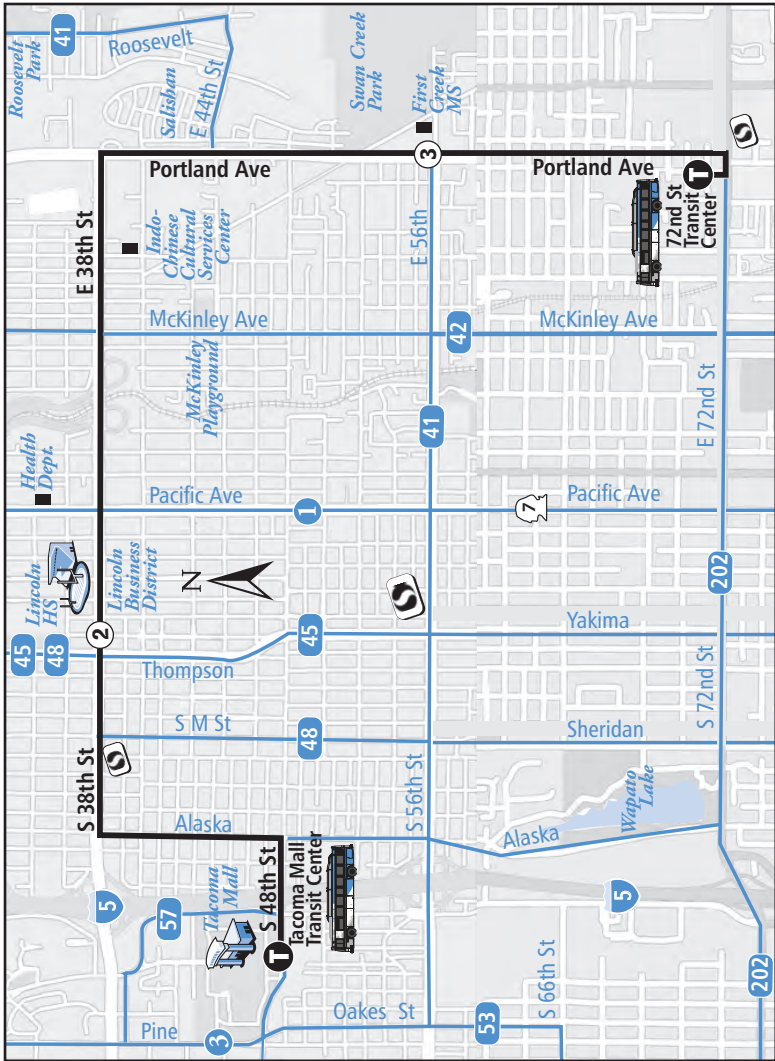 Roosevelt
Park
41
Roosevelt
Salishan
E 44th St
Swan Creek
Park
First
Creek
MS
E 38th St
Portland Ave
3
Portland Ave
S
T
72nd St
Transit
Center
Indo-
Chinese
Cultural
Services
Center
E 56th
McKinley Ave
42
McKinley Ave
McKinley
Playground
41
E 72nd St
Health
Dept.
Pacific Ave
1
7
Pacific Ave
Lincoln
HS
Lincoln
Business
District
N
S
202
45
48
2
Thompson
45
Yakima
S 72nd St
S 38th St
S
S M St
48
Sheridan
S 56th St
Alaska
Alaska
Wapato
Lake
5
57
Tacoma
Mall
S 48th St
T
Tacoma Mall
Transit Center
5
202
Pine
3
Oakes St
53
S 66th St